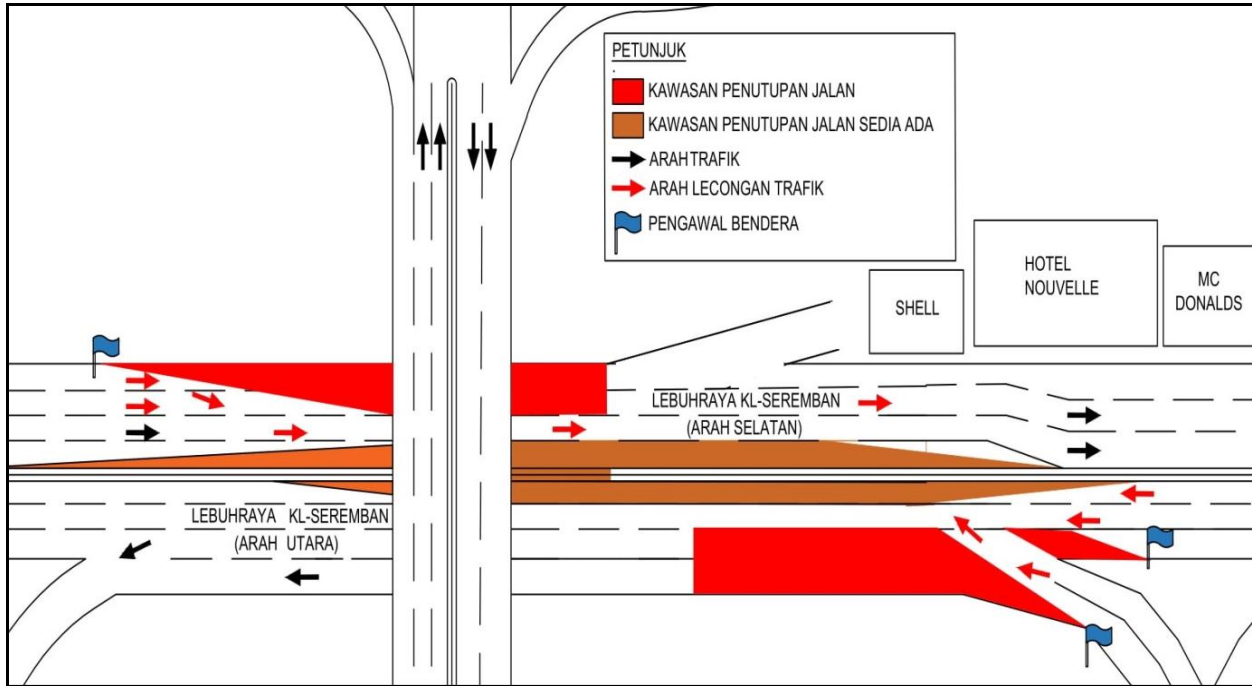 PETUNJUK
KAWASAN PENUTUPAN JALAN
KAWASAN PENUTUPAN JALAN SEDIA ADA
ARAH TRAFIK
ARAH LECONGAN TRAFIK
PENGAWAL BENDERA
SHELL
HOTEL
NOUVELLE
MC
DONALDS
LEBUHRAYA KL-SEREMBAN
(ARAH SELATAN)
LEBUHRAYA KL-SEREMBAN
(ARAH UTARA)